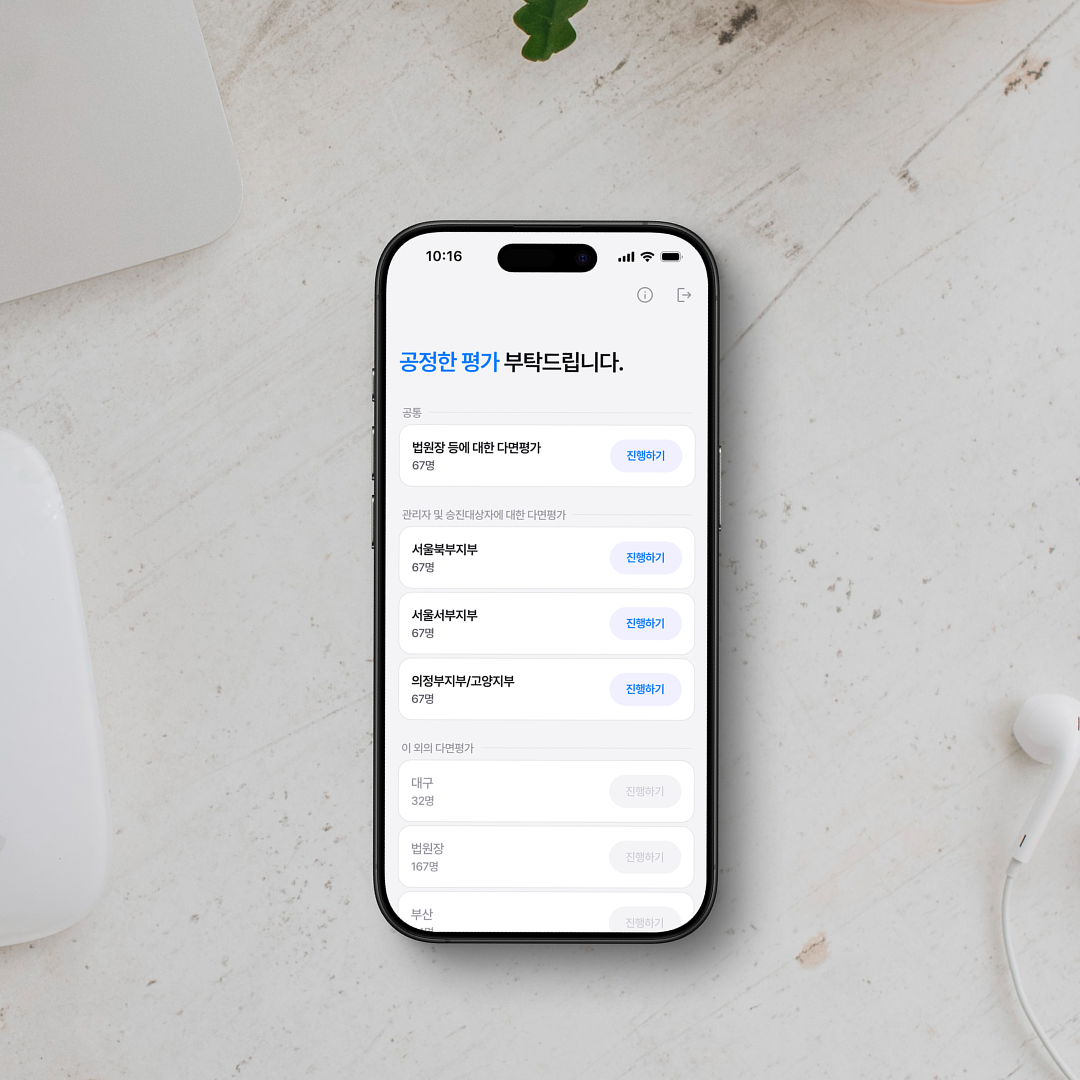 10:16
공정한 평가 부탁드립니다.
공통
법원장 등에 대한 다면평가
67명
진행하기
관리자 및 승진대상자에 대한 다면평가
서울북부지부
67명
진행하기
서울서부지부
67명
진행하기
의정부지부/고양지부
67명
진행하기
이 외의 다면평가
대구
32명
진행하기
법원장
167명
진행하기
부산
진행하기